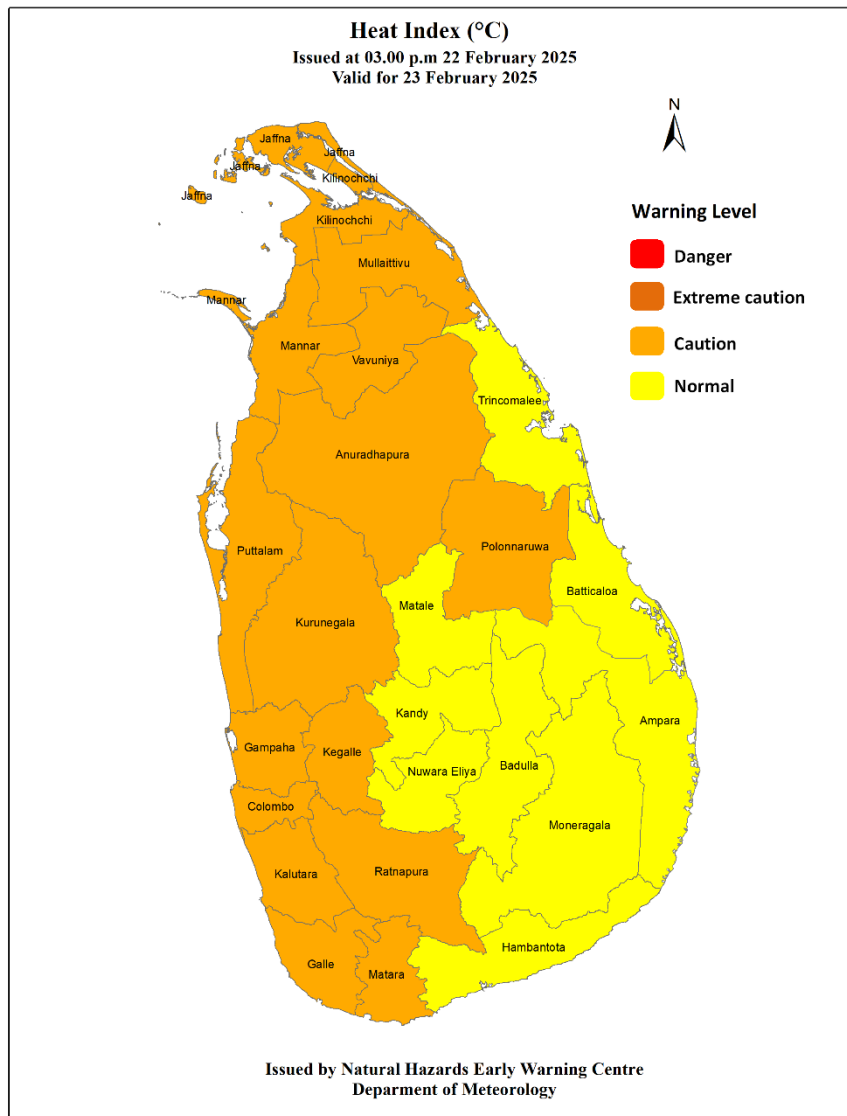 Heat Index (°C)
Issued at 03.00 p.m 22 February 2025
Valid for 23 February 2025
N
Jaffna
Jaffna
Jaffna
Kilinochchi
Jaffna
Kilinochchi
Mullaittivu
Mannar
Mannar
Vavuniya
Trincomalee
Anuradhapura
Puttalam
Polonnaruwa
Batticaloa
Matale
Kurunegala
Kandy
Ampara
Gampaha
Kegalle
Nuwara Eliya
Badulla
Colombo
Moneragala
Kalutara
Ratnapura
Hambantota
Galle
Matara
Warning Level
Danger
Extreme caution
Caution
Normal
Issued by Natural Hazards Early Warning Centre
Deparment of Meteorology